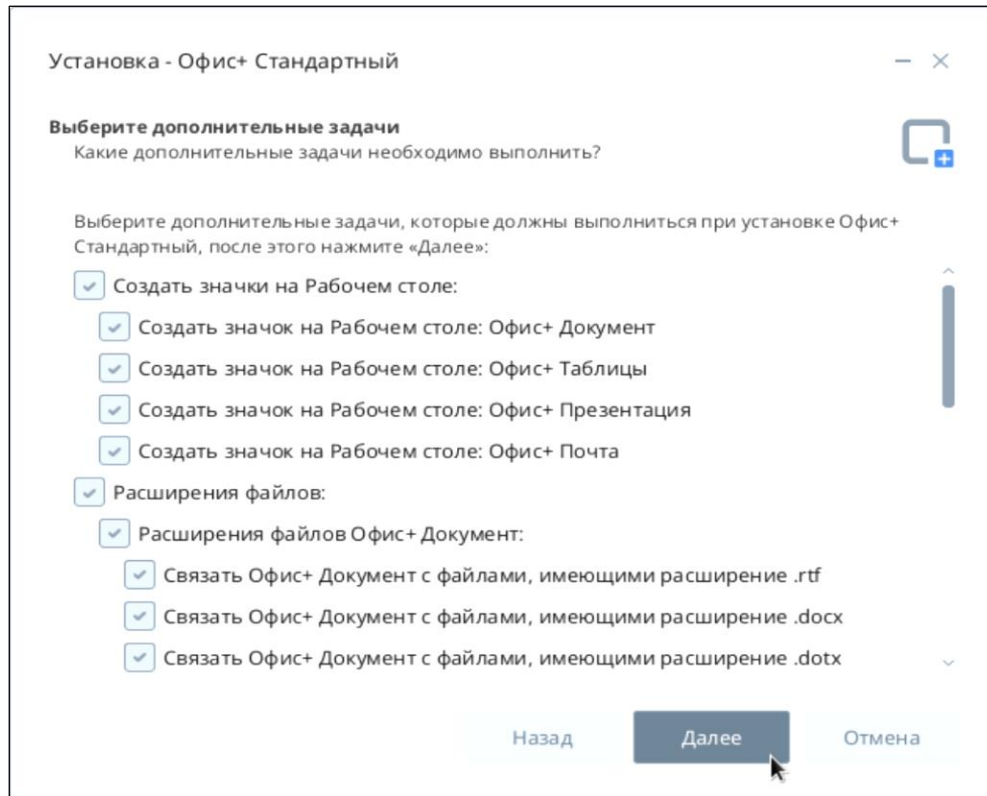 Установка - Офис+ Стандартный
Выберите дополнительные задачи
Какие дополнительные задачи необходимо выполнить?
Выберите дополнительные задачи, которые должны выполниться при установке Офис+
Стандартный, после этого нажмите «Далее»:
Создать значки на Рабочем столе:
Создать значок на Рабочем столе: Офис+ Документ
Создать значок на Рабочем столе: Офис+ Таблицы
Создать значок на Рабочем столе: Офис+ Презентация
Создать значок на Рабочем столе: Офис+ Почта
Расширения файлов:
Расширения файлов Офис+ Документ:
Связать Офис+ Документ с файлами, имеющими расширение .rtf
Связать Офис+ Документ с файлами, имеющими расширение .docx
Связать Офис+ Документ с файлами, имеющими расширение .dotx
Назад Далее Отмена